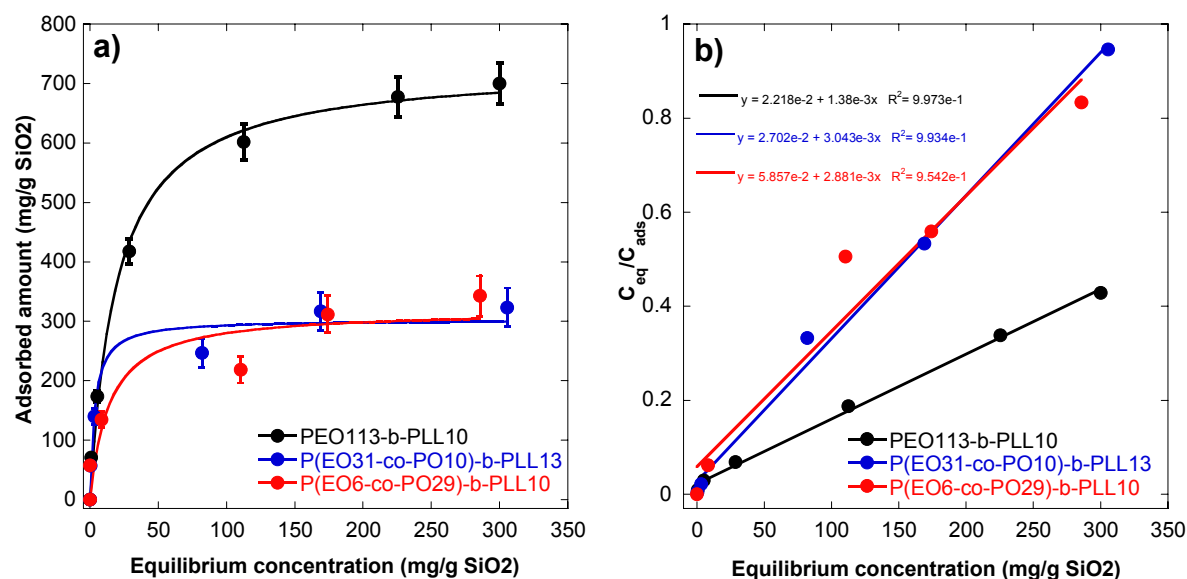 a)
Adsorbed amount (mg/g SiO2)
800
700
600
500
400
300
200
100
0
PEO113-b-PLL10
P(EO31-co-PO10)-b-PLL13
P(EO6-co-PO29)-b-PLL10
0 50 100 150 200 250 300 350
Equilibrium concentration (mg/g SiO2)
b)
C_eq/C_ads
1
0.8
0.6
0.4
0.2
0
y = 2.218e-2 + 1.38e-3x R²= 9.973e-1
y = 2.702e-2 + 3.043e-3x R²= 9.934e-1
y = 5.857e-2 + 2.881e-3x R²= 9.542e-1
PEO113-b-PLL10
P(EO31-co-PO10)-b-PLL13
P(EO6-co-PO29)-b-PLL10
0 50 100 150 200 250 300 350
Equilibrium concentration (mg/g SiO2)